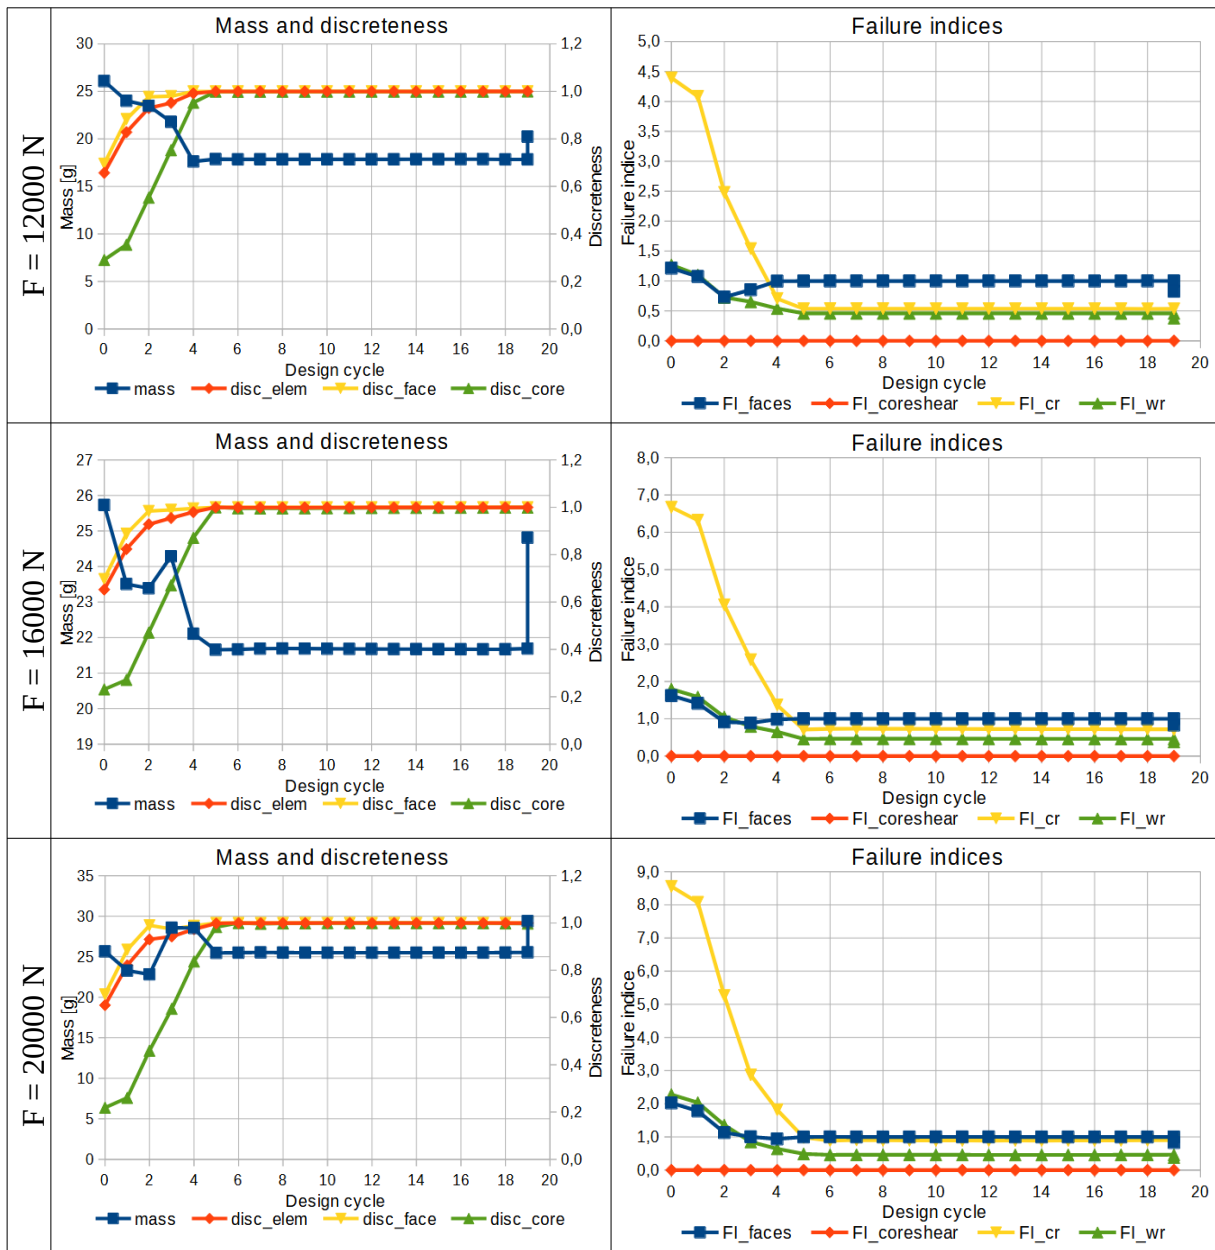 F = 12000 N
Mass and discreteness
30
25
20
15
10
5
0
Mass [g]
1,2
1,0
0,8
0,6
0,4
0,2
0,0
Discreteness
0 2 4 6 8 10 12 14 16 18 20
Design cycle
mass disc_elem disc_face disc_core
Failure indices
5,0
4,5
4,0
3,5
3,0
2,5
2,0
1,5
1,0
0,5
0,0
Failure indice
0 2 4 6 8 10 12 14 16 18 20
Design cycle
FI_faces FI_coreshear FI_cr FI_wr
F = 16000 N
Mass and discreteness
27
26
25
24
23
22
21
20
19
Mass [g]
1,2
1,0
0,8
0,6
0,4
0,2
0,0
Discreteness
0 2 4 6 8 10 12 14 16 18 20
Design cycle
mass disc_elem disc_face disc_core
Failure indices
8,0
7,0
6,0
5,0
4,0
3,0
2,0
1,0
0,0
Failure indice
0 2 4 6 8 10 12 14 16 18 20
Design cycle
FI_faces FI_coreshear FI_cr FI_wr
F = 20000 N
Mass and discreteness
35
30
25
20
15
10
5
0
Mass [g]
1,2
1,0
0,8
0,6
0,4
0,2
0,0
Discreteness
0 2 4 6 8 10 12 14 16 18 20
Design cycle
mass disc_elem disc_face disc_core
Failure indices
9,0
8,0
7,0
6,0
5,0
4,0
3,0
2,0
1,0
0,0
Failure indice
0 2 4 6 8 10 12 14 16 18 20
Design cycle
FI_faces FI_coreshear FI_cr FI_wr